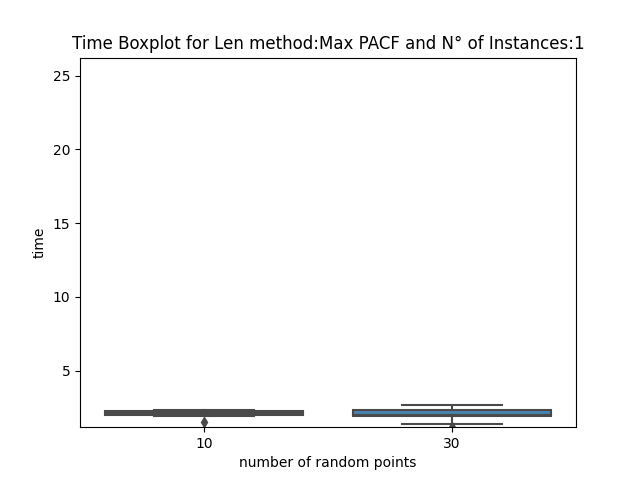 Time Boxplot for Len method:Max PACF and N° of Instances:1
25
20
15
10
5
time
10 30
number of random points